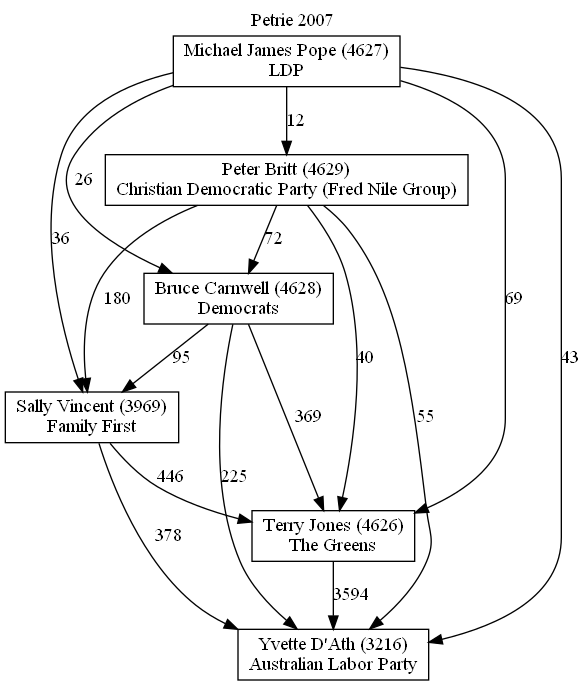 Petrie 2007
Michael James Pope (4627)
LDP
12
Peter Britt (4629)
Christian Democratic Party (Fred Nile Group)
26
36
72
Bruce Carnwell (4628)
Democrats
180
69
43
95
40
Sally Vincent (3969)
Family First
369
55
446
225
Terry Jones (4626)
The Greens
378
3594
Yvette D'Ath (3216)
Australian Labor Party